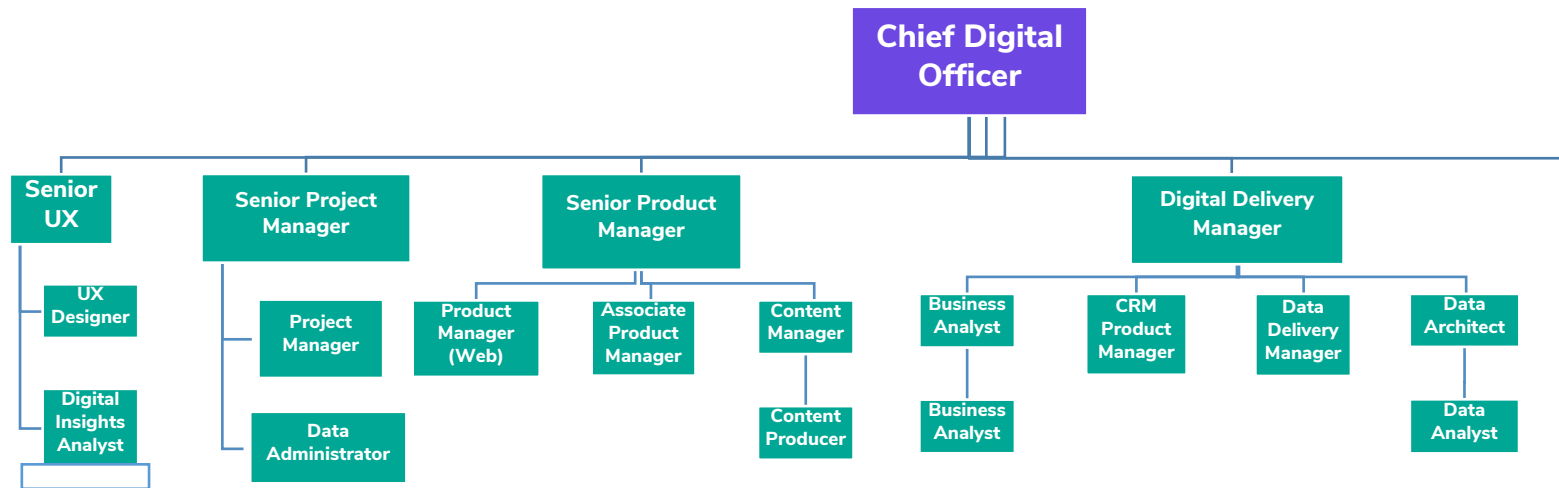 Chief Digital
Officer
Senior
UX
Senior Project
Manager
Senior Product
Manager
Digital Delivery
Manager
UX
Designer
Project
Manager
Product
Manager
(Web)
Associate
Product
Manager
Content
Manager
Business
Analyst
CRM
Product
Manager
Data
Delivery
Manager
Data
Architect
Digital
Insights
Analyst
Data
Administrator
Content
Producer
Business
Analyst
Data
Analyst